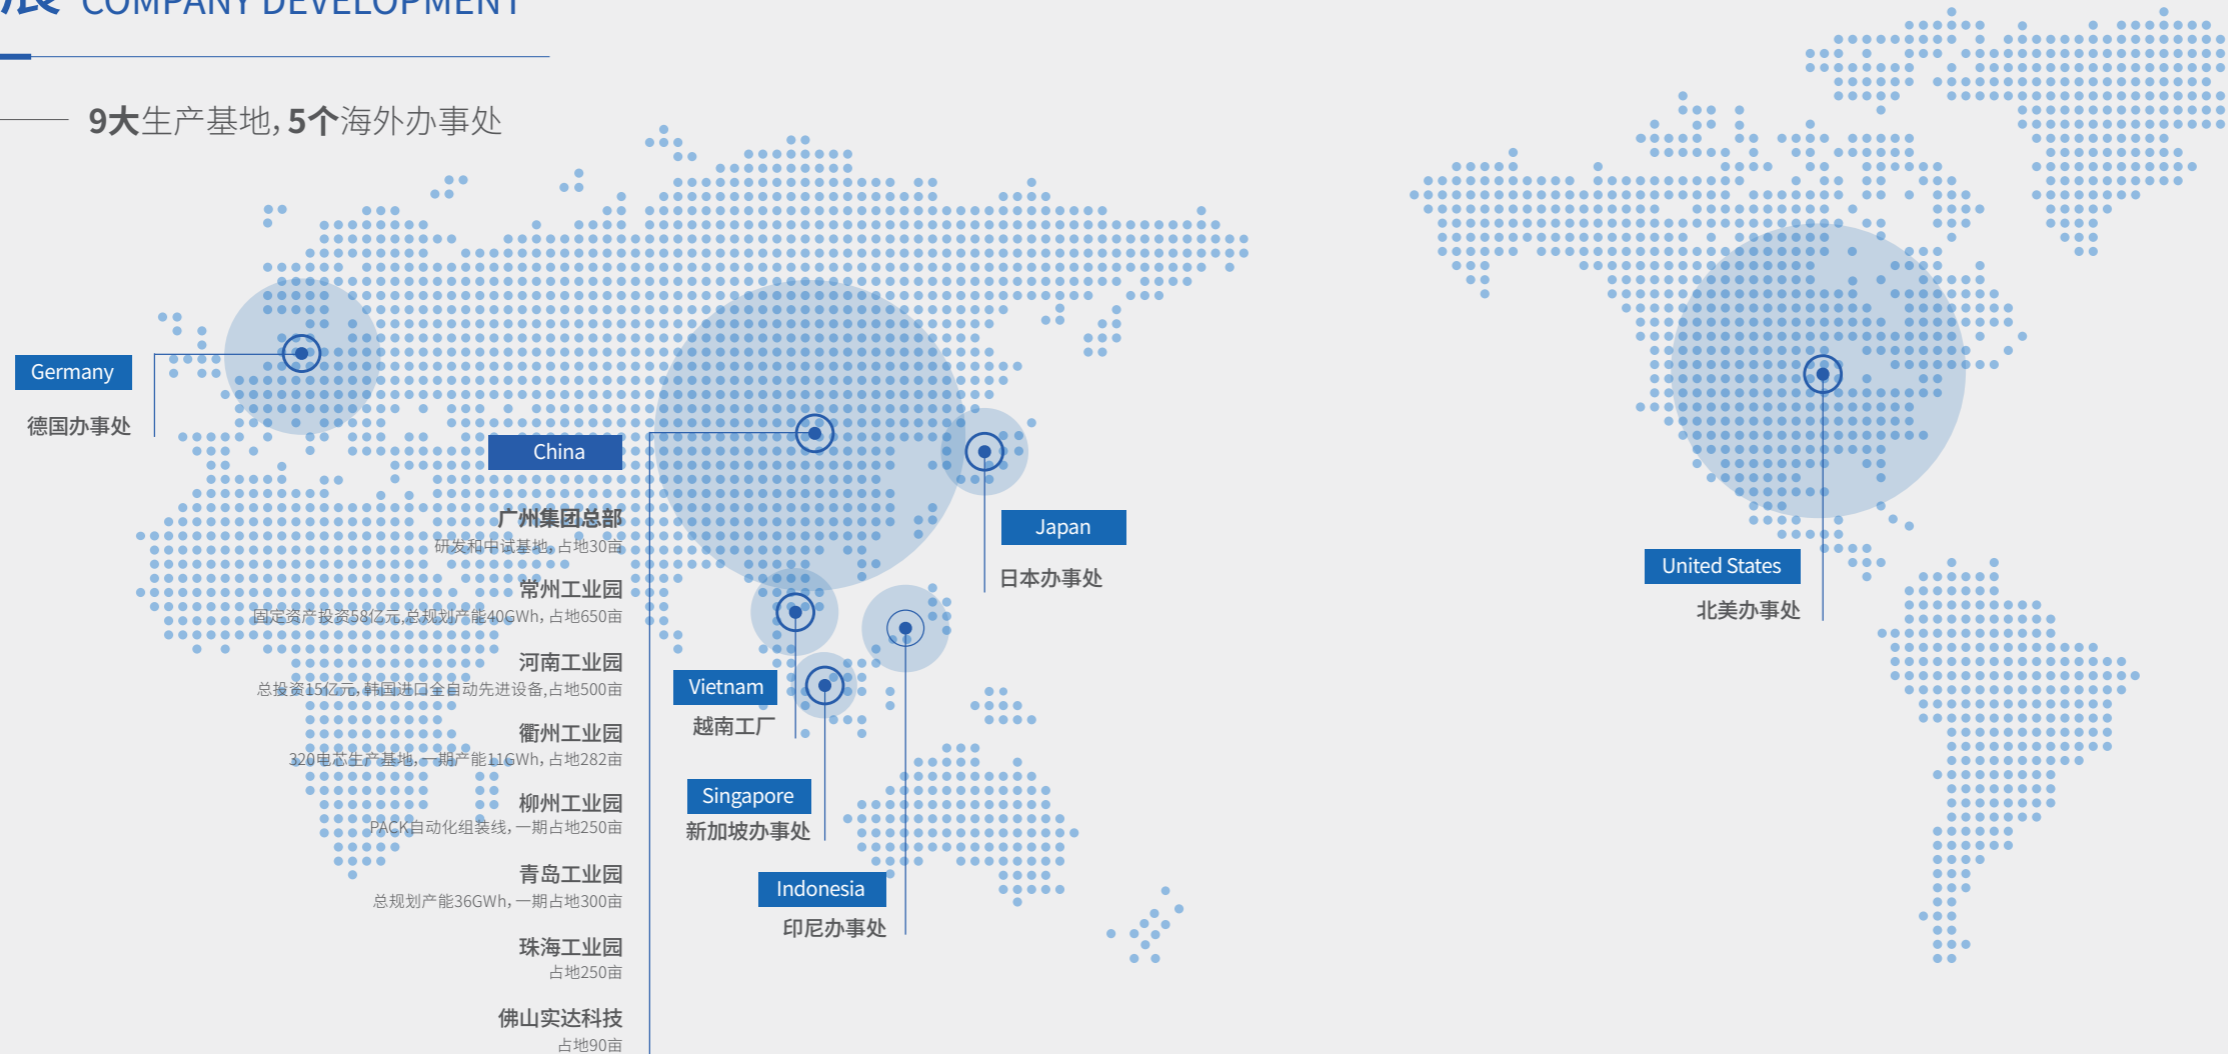 展 COMPANY DEVELOPMENT
9大生产基地,5个海外办事处
Germany
德国办事处
China
广州集团总部
研发和中试基地,占地30亩
常州工业园
固定资产投资58亿元,总规划产能40GWh,占地650亩
河南工业园
总投资15亿元,韩国进口全自动先进设备,占地500亩
衢州工业园
320电芯生产基地,一期产能11GWh,占地282亩
柳州工业园
PACK自动化组装线,一期占地250亩
青岛工业园
总规划产能36GWh,一期占地300亩
珠海工业园
占地250亩
佛山实达科技
占地90亩
Japan
日本办事处
Vietnam
越南工厂
Singapore
新加坡办事处
Indonesia
印尼办事处
United States
北美办事处